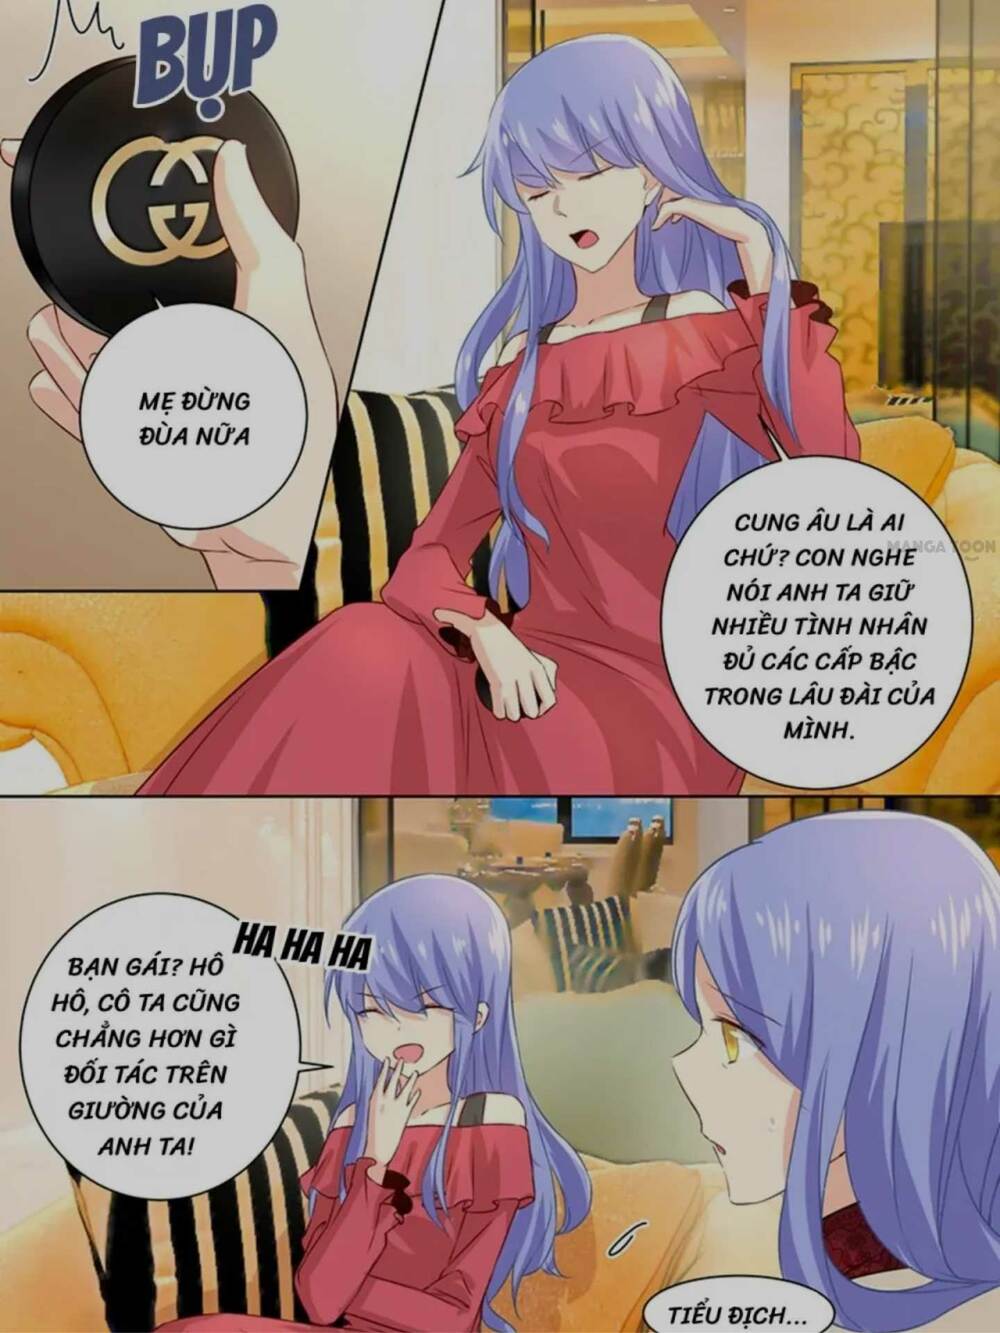 BỤP
MẸ ĐỪNG
ĐÙA NỮA
CUNG ÂU LÀ AI
CHỨ? CON NGHE
NÓI ANH TA GIỮ
NHIỀU TÌNH NHÂN
ĐỦ CÁC CẤP BẬC
TRONG LÂU ĐÀI CỦA
MÌNH.
MANGATOON
HA HA HA
BẠN GÁI? HÔ
HÔ, CÔ TA CŨNG
CHẲNG HƠN GÌ
ĐỐI TÁC TRÊN
GIƯỜNG CỦA
ANH TA!
TIỂU ĐỊCH...